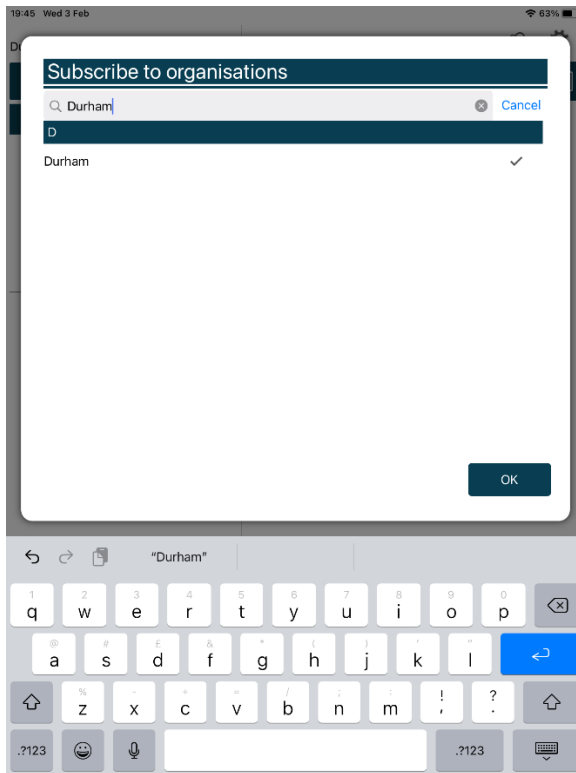 19:45 Wed 3 Feb 63%
Subscribe to organisations
Durham Cancel
D
Durham
OK
"Durham"
1 2 3 4 5 6 7 8 9 0
q w e r t y u i o p
@ # £ & * ( ) ' "
a s d f g h j k l
% - + = / ; : ! ?
z x c v b n m , .
.?123 .?123